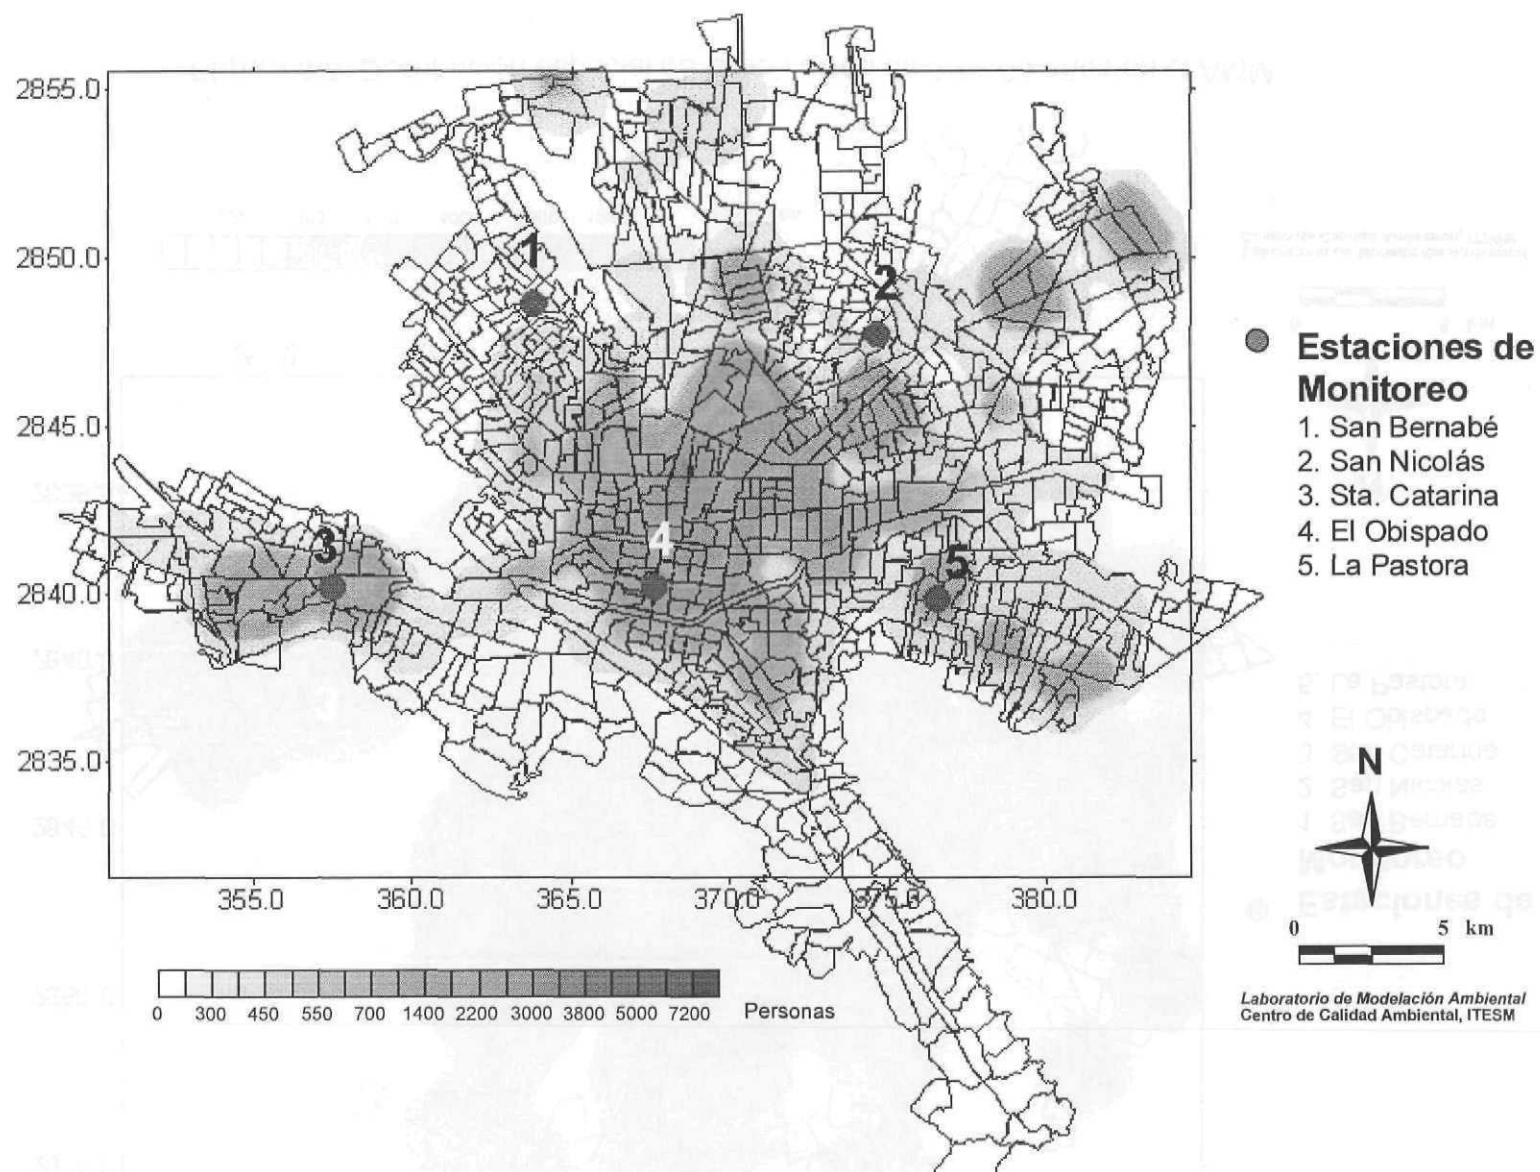 2855.0
2850.0
2845.0
2840.0
2835.0
355.0 360.0 365.0 370.0 375.0 380.0
1
2
3
4
5
Estaciones de
Monitoreo
1. San Bernabé
2. San Nicolás
3. Sta. Catarina
4. El Obispado
5. La Pastora
N
0 5 km
Laboratorio de Modelación Ambiental
Centro de Calidad Ambiental, ITESM
0 300 450 550 700 1400 2200 3000 3800 5000 7200 Personas